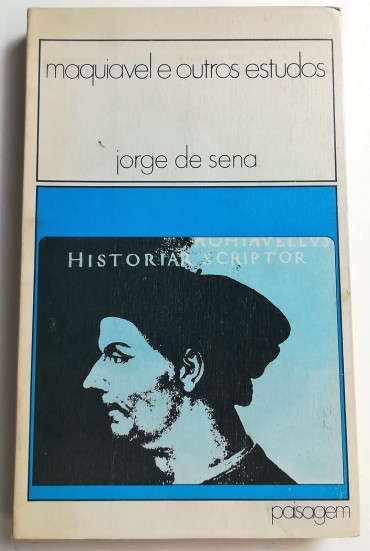 maquiavel e outros estudos
jorge de sena
HISTORIAR SCRIPTOR
paisagem